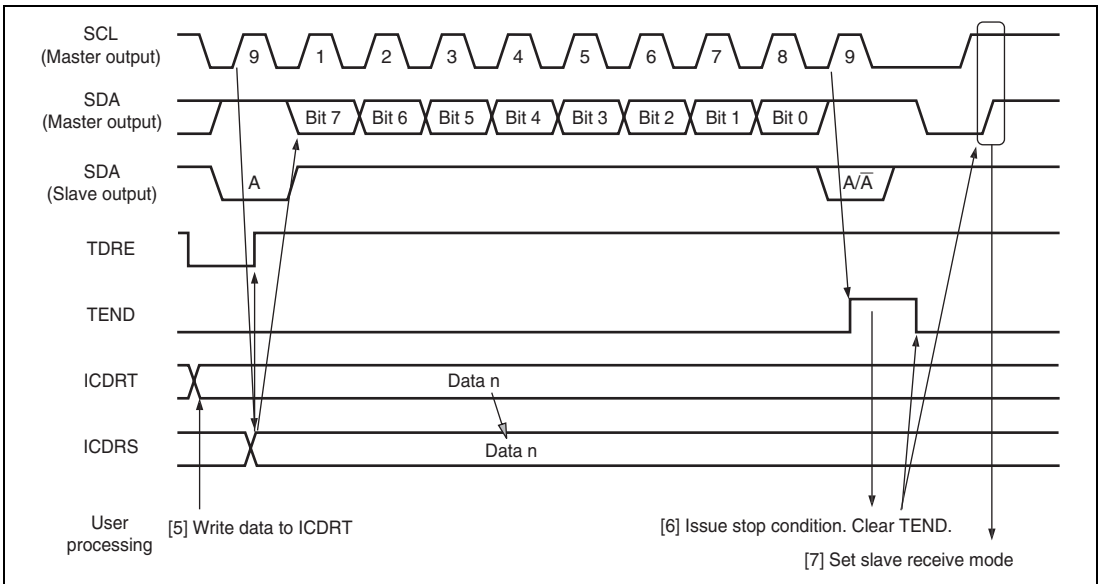 SCL
(Master output)
9 1 2 3 4 5 6 7 8 9
SDA
(Master output)
Bit 7 Bit 6 Bit 5 Bit 4 Bit 3 Bit 2 Bit 1 Bit 0
SDA
(Slave output)
A A/A̅
TDRE
TEND
ICDRT
Data n
ICDRS
Data n
User
processing
[5] Write data to ICDRT
[6] Issue stop condition. Clear TEND.
[7] Set slave receive mode